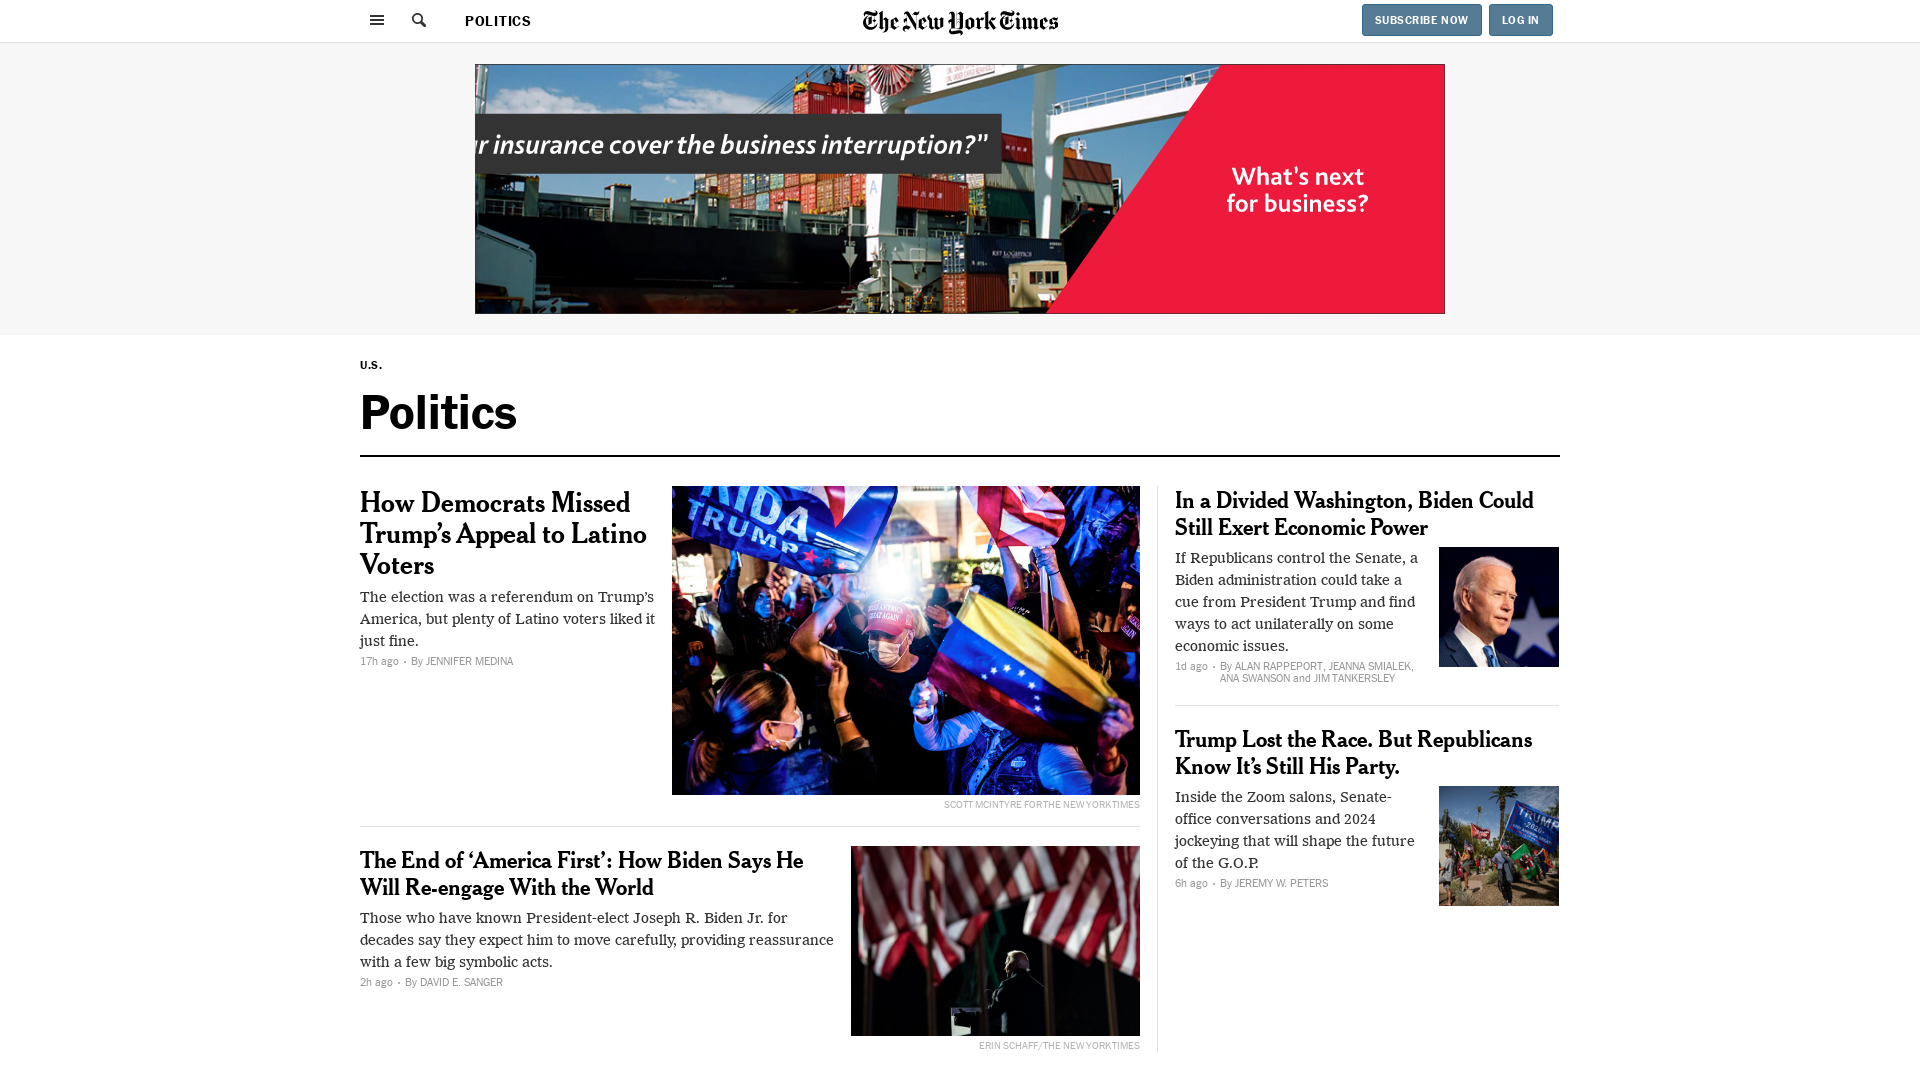 POLITICS
The New York Times
SUBSCRIBE NOW
LOG IN
r insurance cover the business interruption?”
What’s next
for business?
U.S.
Politics
How Democrats Missed
Trump’s Appeal to Latino
Voters
The election was a referendum on Trump’s
America, but plenty of Latino voters liked it
just fine.
17h ago • By JENNIFER MEDINA
TRUMP
SCOTT MCINTYRE FOR THE NEW YORK TIMES
The End of ‘America First’: How Biden Says He
Will Re-engage With the World
Those who have known President-elect Joseph R. Biden Jr. for
decades say they expect him to move carefully, providing reassurance
with a few big symbolic acts.
2h ago • By DAVID E. SANGER
ERIN SCHAFF/THE NEW YORK TIMES
In a Divided Washington, Biden Could
Still Exert Economic Power
If Republicans control the Senate, a
Biden administration could take a
cue from President Trump and find
ways to act unilaterally on some
economic issues.
1d ago • By ALAN RAPPEPORT, JEANNA SMIALEK,
ANA SWANSON and JIM TANKERSLEY
Trump Lost the Race. But Republicans
Know It’s Still His Party.
Inside the Zoom salons, Senate-
office conversations and 2024
jockeying that will shape the future
of the G.O.P.
6h ago • By JEREMY W. PETERS
TRUMP